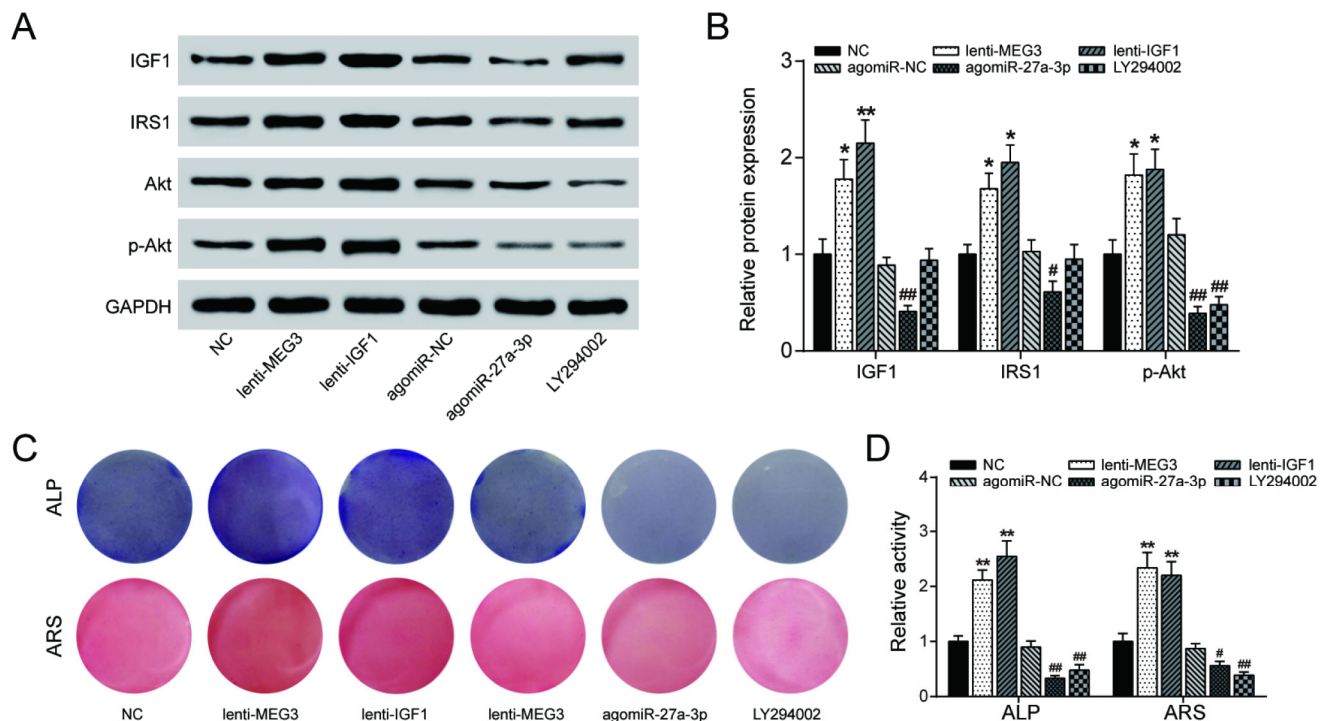 A
IGF1
IRS1
Akt
p-Akt
GAPDH
NC
lenti-MEG3
lenti-IGF1
agomiR-NC
agomiR-27a-3p
LY294002
B
NC
lenti-MEG3
lenti-IGF1
agomiR-NC
agomiR-27a-3p
LY294002
Relative protein expression
3
2
1
0
*
**
##
*
*
#
*
*
##
##
IGF1
IRS1
p-Akt
C
ALP
ARS
NC
lenti-MEG3
lenti-IGF1
lenti-MEG3
agomiR-27a-3p
LY294002
D
NC
lenti-MEG3
lenti-IGF1
agomiR-NC
agomiR-27a-3p
LY294002
Relative activity
4
3
2
1
0
**
**
##
##
**
**
#
##
ALP
ARS